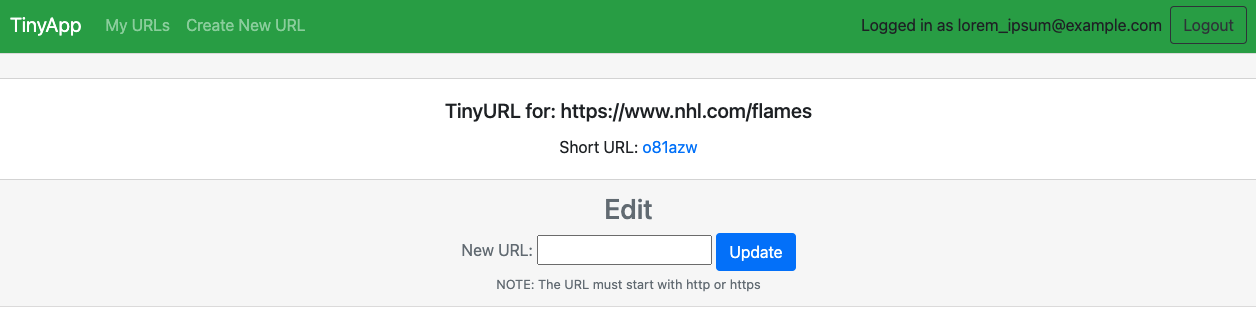 TinyApp My URLs Create New URL Logged in as lorem_ipsum@example.com Logout
TinyURL for: https://www.nhl.com/flames
Short URL: o81azw
Edit
New URL: Update
NOTE: The URL must start with http or https